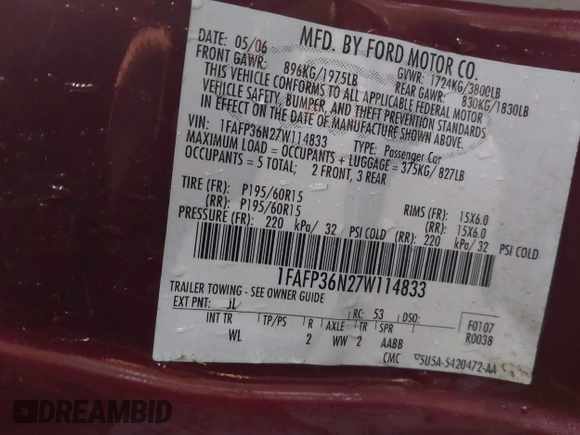 MFD. BY FORD MOTOR CO.
DATE: 05/06 GVWR: 1724KG/3800LB
FRONT GAWR: 896KG/1975LB REAR GAWR: 830KG/1830LB
THIS VEHICLE CONFORMS TO ALL APPLICABLE FEDERAL MOTOR
VEHICLE SAFETY, BUMPER, AND THEFT PREVENTION STANDARDS
IN EFFECT ON THE DATE OF MANUFACTURE SHOWN ABOVE.
VIN: 1FAFP36N27W114833 TYPE: Passenger Car
MAXIMUM LOAD = OCCUPANTS + LUGGAGE = 375KG/827LB
OCCUPANTS = 5 TOTAL; 2 FRONT, 3 REAR
TIRE (FR): P195/60R15 RIMS (FR): 15X6.0
(RR): P195/60R15 (RR): 15X6.0
PRESSURE (FR): 220 kPa/ 32 PSI COLD (RR): 220 kPa/ 32 PSI COLD
1FAFP36N27W114833
TRAILER TOWING - SEE OWNER GUIDE
EXT PNT: JL RC: 53 DSO: F0107
INT TR TP/PS R AXLE TR SPR R0038
WL 2 WW 2 AABB
CMC 5U5A-5420472-AA
DREAMBID